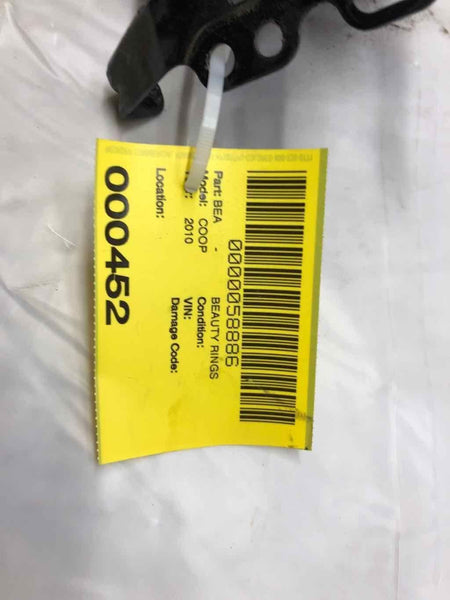 0000058886
Part: BEA - BEAUTY RINGS
Model: COOP Condition:
2010 VIN:
Location: Damage Code:
000452